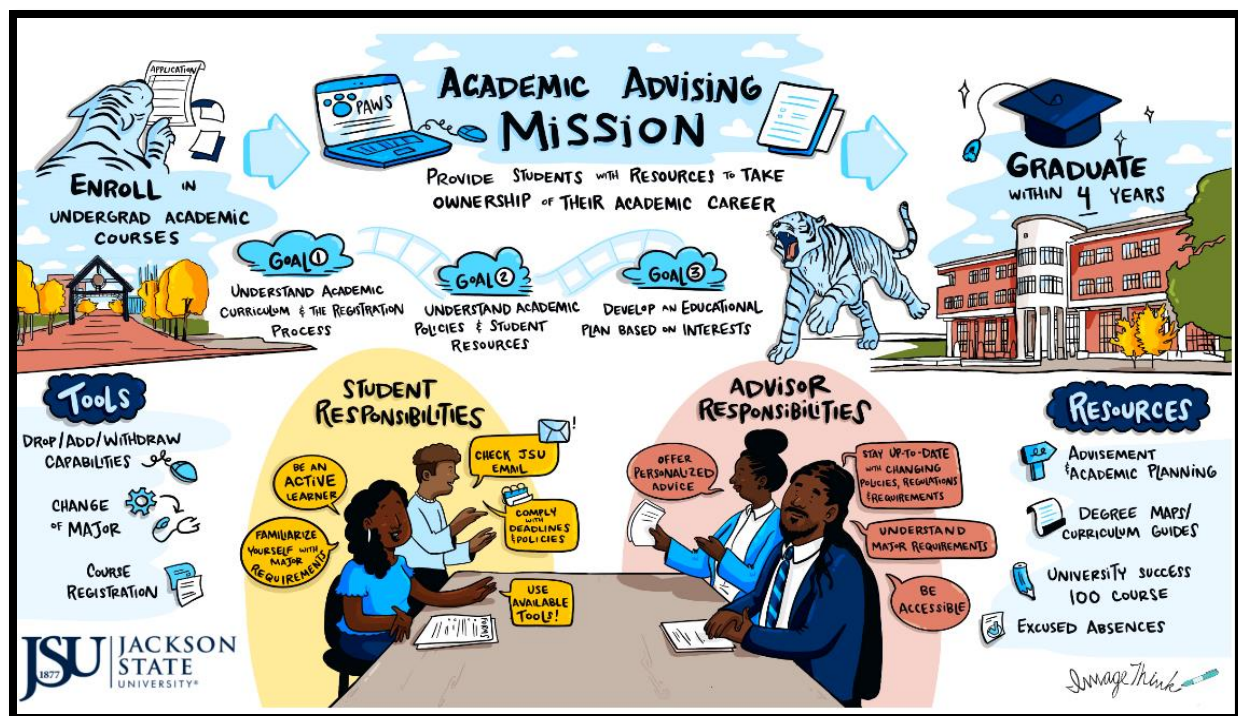 APPLICATION
ENROLL IN
UNDERGRAD ACADEMIC
COURSES
PAWS
ACADEMIC ADVISING
MISSION
PROVIDE STUDENTS WITH RESOURCES TO TAKE
OWNERSHIP OF THEIR ACADEMIC CAREER
GRADUATE
WITHIN 4 YEARS
GOAL 1
UNDERSTAND ACADEMIC
CURRICULUM & THE REGISTRATION
PROCESS
GOAL 2
UNDERSTAND ACADEMIC
POLICIES & STUDENT
RESOURCES
GOAL 3
DEVELOP AN EDUCATIONAL
PLAN BASED ON INTERESTS
TOOLS
DROP/ADD/WITHDRAW
CAPABILITIES
CHANGE
OF MAJOR
COURSE
REGISTRATION
STUDENT
RESPONSIBILITIES
BE AN
ACTIVE
LEARNER
CHECK JSU
EMAIL
!
FAMILIARIZE
YOURSELF WITH
MAJOR
REQUIREMENTS
COMPLY
WITH
DEADLINES
& POLICIES
USE
AVAILABLE
TOOLS!
FORMS
ADVISOR
RESPONSIBILITIES
OFFER
PERSONALIZED
ADVICE
STAY UP-TO-DATE
WITH CHANGING
POLICIES, REGULATIONS
& REQUIREMENTS
UNDERSTAND
MAJOR REQUIREMENTS
BE
ACCESSIBLE
RESOURCES
ADVISEMENT
& ACADEMIC PLANNING
DEGREE MAPS/
CURRICULUM GUIDES
UNIVERSITY SUCCESS
100 COURSE
EXCUSED ABSENCES
JSU
1877
JACKSON
STATE
UNIVERSITY®
ImageThink